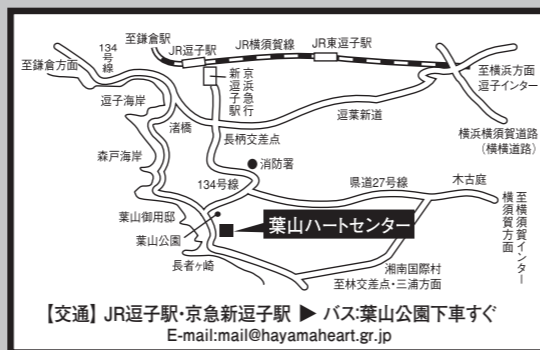 至鎌倉駅
134
号線
JR逗子駅
JR横須賀線
JR東逗子駅
至鎌倉方面
京浜急行
新逗子駅
至横浜方面
逗子インター
逗子海岸
渚橋
逗葉新道
横浜横須賀道路
(横横道路)
長柄交差点
森戸海岸
消防署
134号線
県道27号線
木古庭
至横須賀インター
横須賀方面
葉山御用邸
葉山公園
葉山ハートセンター
長者ヶ崎
湘南国際村
至林交差点・三浦方面
【交通】JR逗子駅・京急新逗子駅 ▶ バス:葉山公園下車すぐ
E-mail:mail@hayamaheart.gr.jp